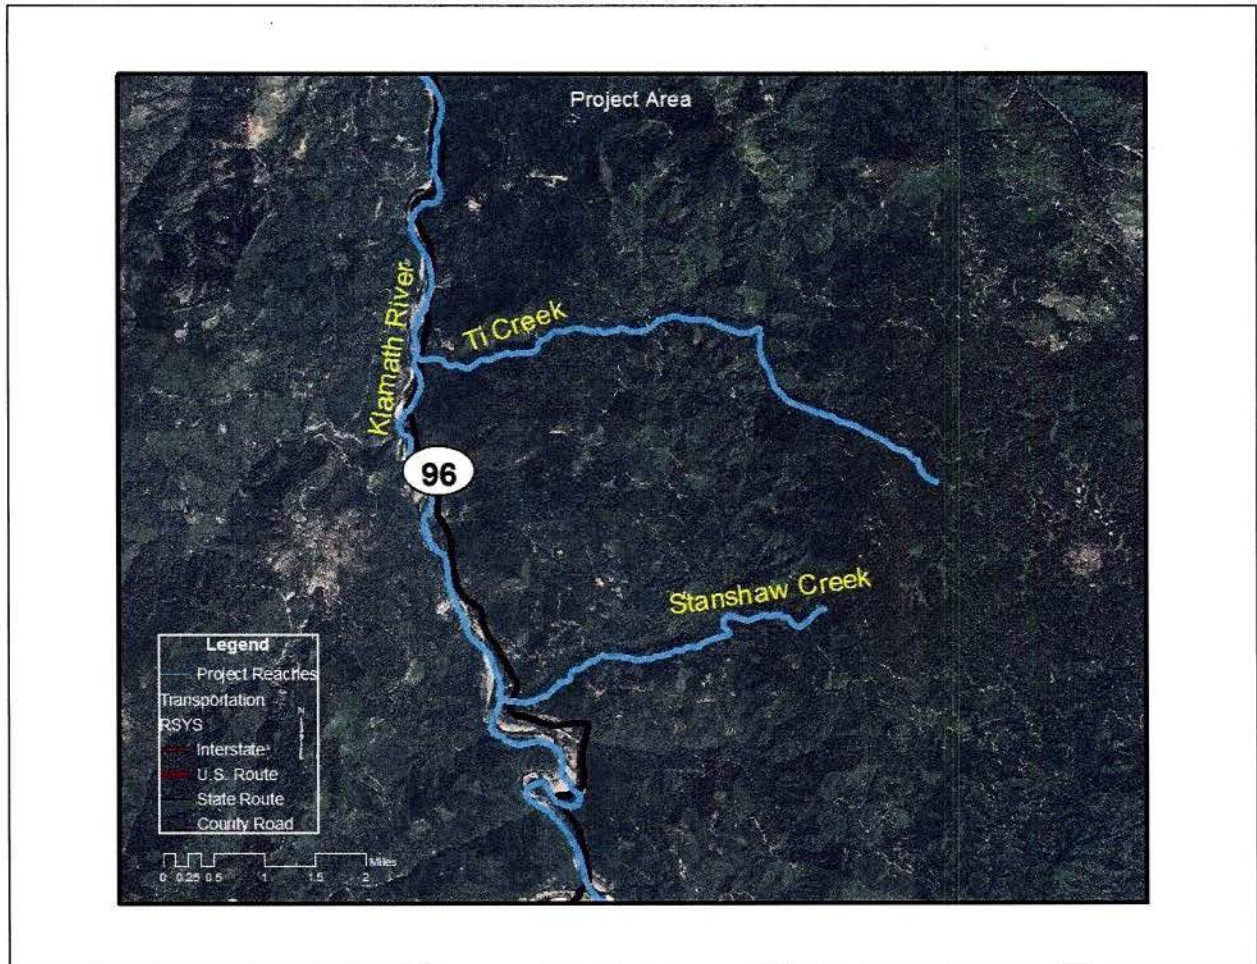 Project Area
Klamath River
Ti Creek
96
Stanshaw Creek
Legend
Project Reaches
Transportation
RSYS
N
Interstate
U.S. Route
State Route
County Road
Miles
0 0.25 0.5 1 1.5 2